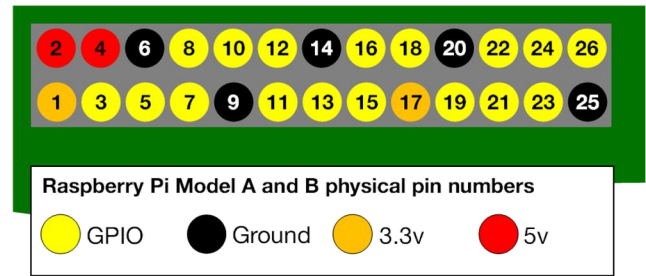 2 4 6 8 10 12 14 16 18 20 22 24 26
1 3 5 7 9 11 13 15 17 19 21 23 25
Raspberry Pi Model A and B physical pin numbers
GPIO Ground 3.3v 5v